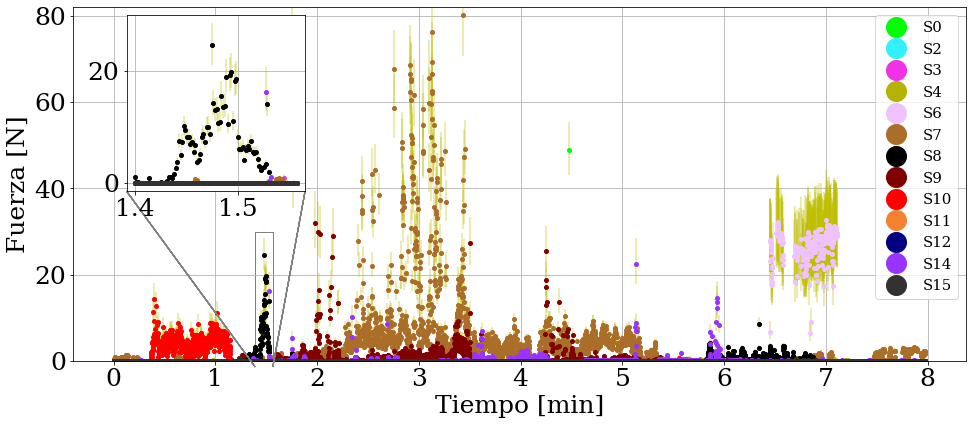 80
60
40
20
0
Fuerza [N]
20
0
1.4 1.5
0 1 2 3 4 5 6 7 8
Tiempo [min]
S0
S2
S3
S4
S6
S7
S8
S9
S10
S11
S12
S14
S15